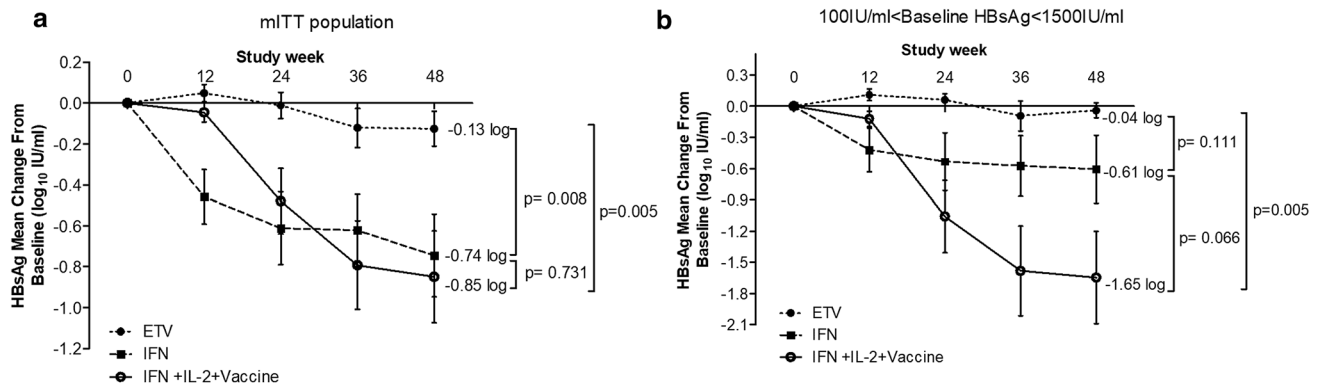 a
mITT population
Study week
0 12 24 36 48
0.2
0.0
-0.2
-0.4
-0.6
-0.8
-1.0
-1.2
HBsAg Mean Change From
Baseline (log10 IU/ml)
-0.13 log
-0.74 log
-0.85 log
p= 0.008
p= 0.731
p=0.005
ETV
IFN
IFN +IL-2+Vaccine
b
100IU/ml<Baseline HBsAg<1500IU/ml
Study week
0 12 24 36 48
0.3
0.0
-0.3
-0.6
-0.9
-1.2
-1.5
-1.8
-2.1
HBsAg Mean Change From
Baseline (log10 IU/ml)
-0.04 log
-0.61 log
-1.65 log
p= 0.111
p= 0.066
p=0.005
ETV
IFN
IFN +IL-2+Vaccine